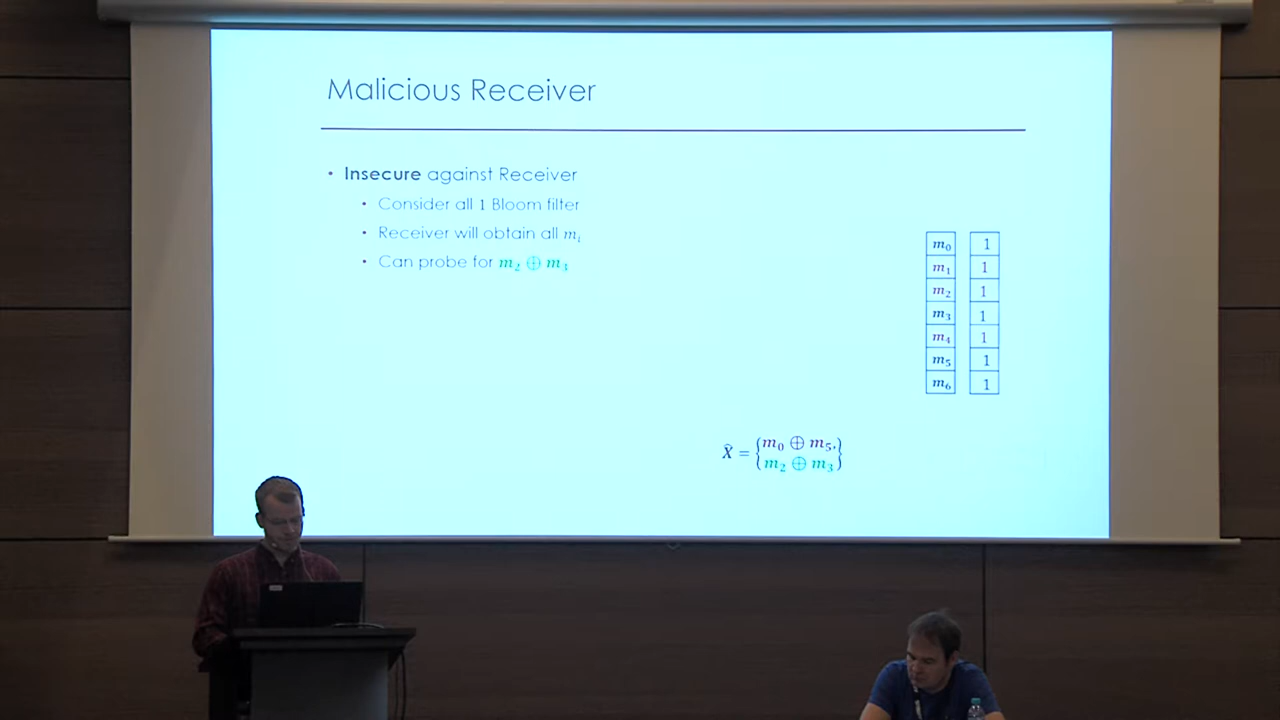 Malicious Receiver
• Insecure against Receiver
• Consider all 1 Bloom filter
• Receiver will obtain all mᵢ
• Can probe for m₂ ⊕ m₃
m₀ 1
m₁ 1
m₂ 1
m₃ 1
m₄ 1
m₅ 1
m₆ 1
X̂ = {m₀ ⊕ m₅,
m₂ ⊕ m₃}